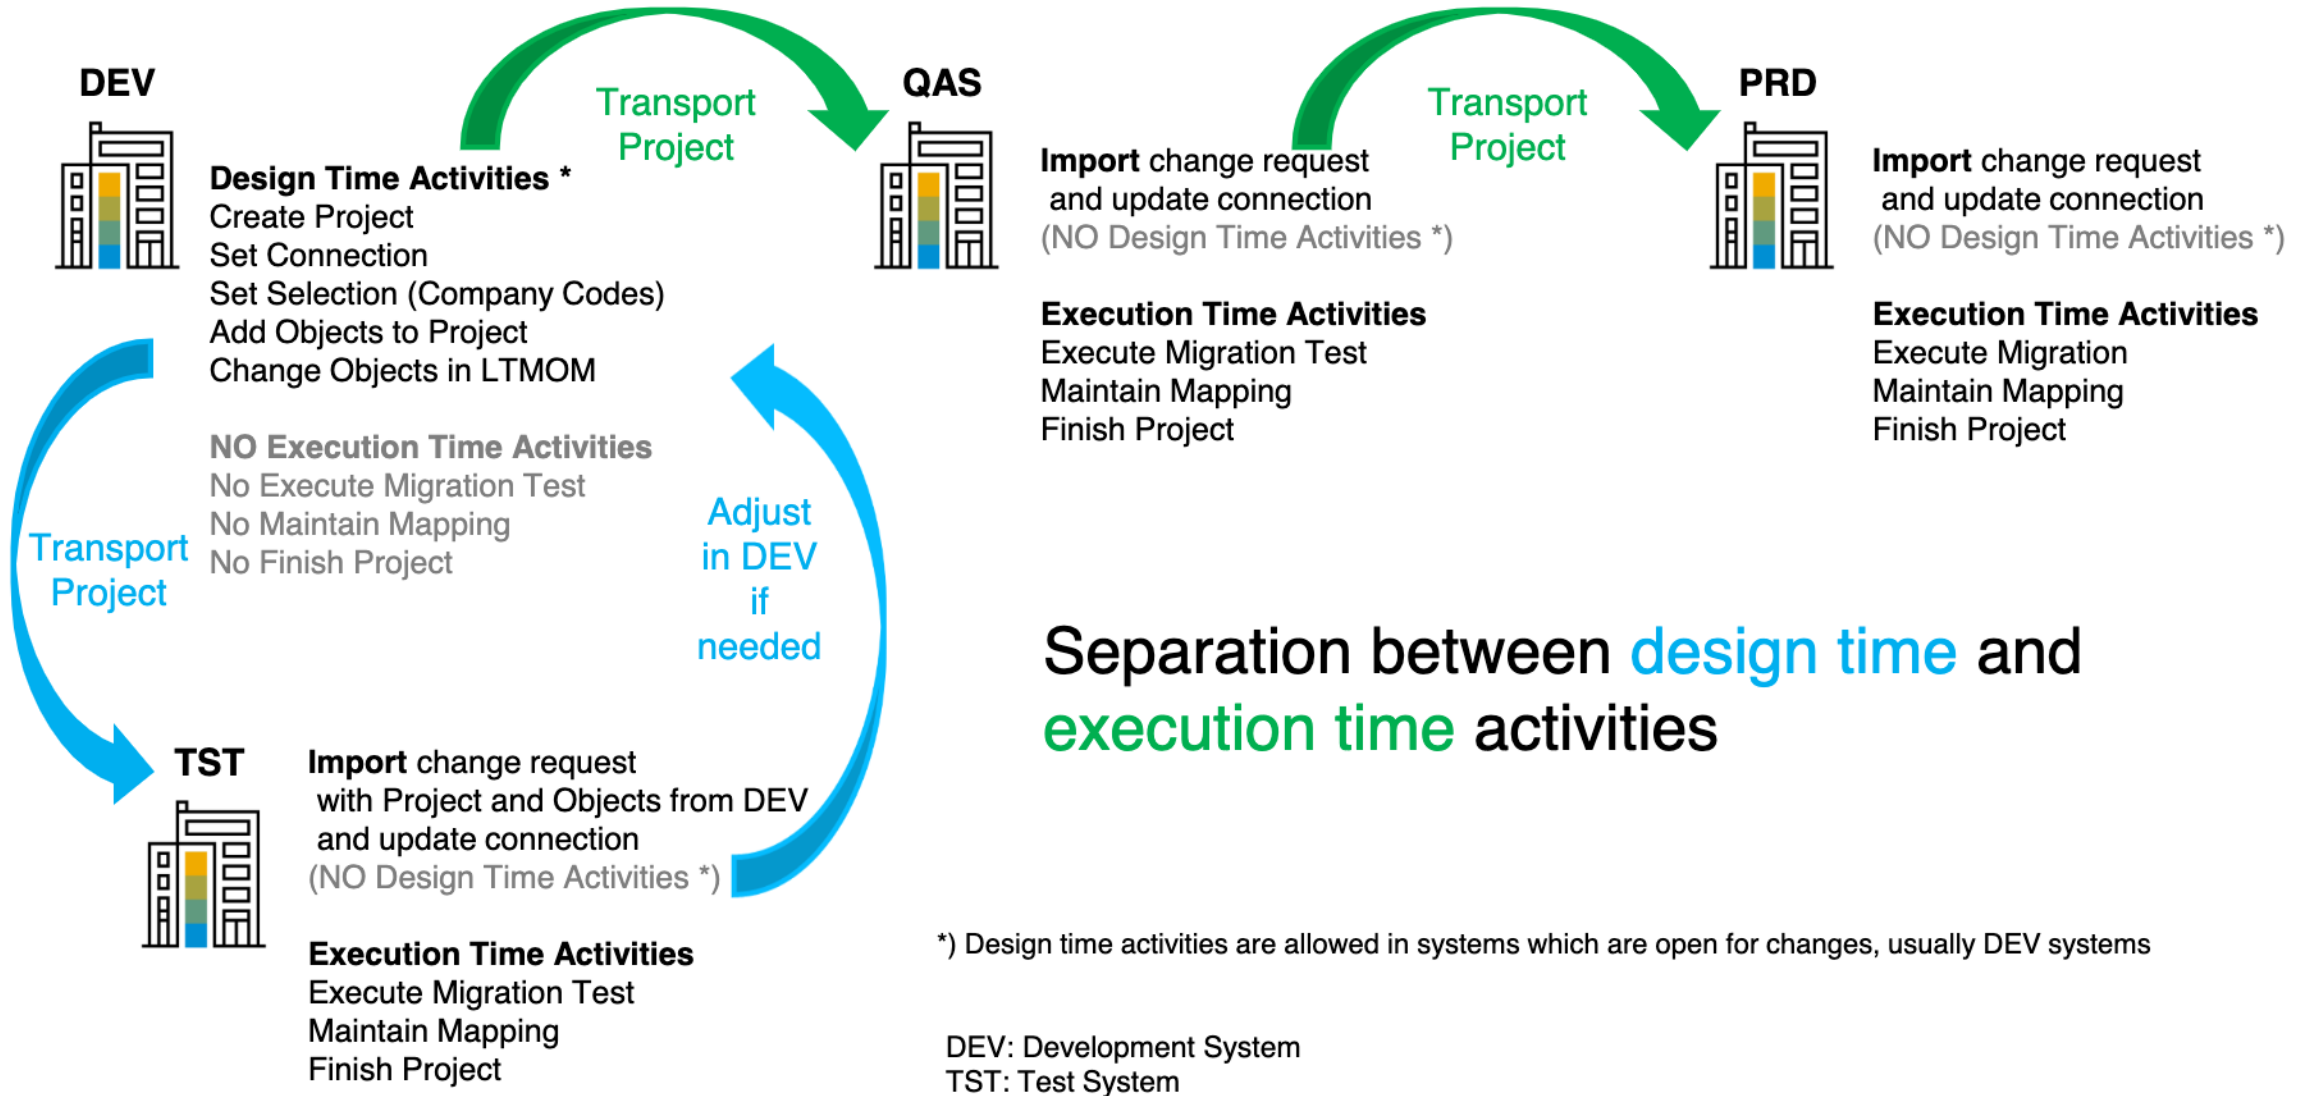 DEV
Design Time Activities *
Create Project
Set Connection
Set Selection (Company Codes)
Add Objects to Project
Change Objects in LTMOM
NO Execution Time Activities
No Execute Migration Test
No Maintain Mapping
No Finish Project
Transport
Project
QAS
Import change request
and update connection
(NO Design Time Activities *)
Execution Time Activities
Execute Migration Test
Maintain Mapping
Finish Project
Transport
Project
PRD
Import change request
and update connection
(NO Design Time Activities *)
Execution Time Activities
Execute Migration
Maintain Mapping
Finish Project
Transport
Project
Adjust
in DEV
if
needed
TST
Import change request
with Project and Objects from DEV
and update connection
(NO Design Time Activities *)
Execution Time Activities
Execute Migration Test
Maintain Mapping
Finish Project
Separation between design time and
execution time activities
*) Design time activities are allowed in systems which are open for changes, usually DEV systems
DEV: Development System
TST: Test System